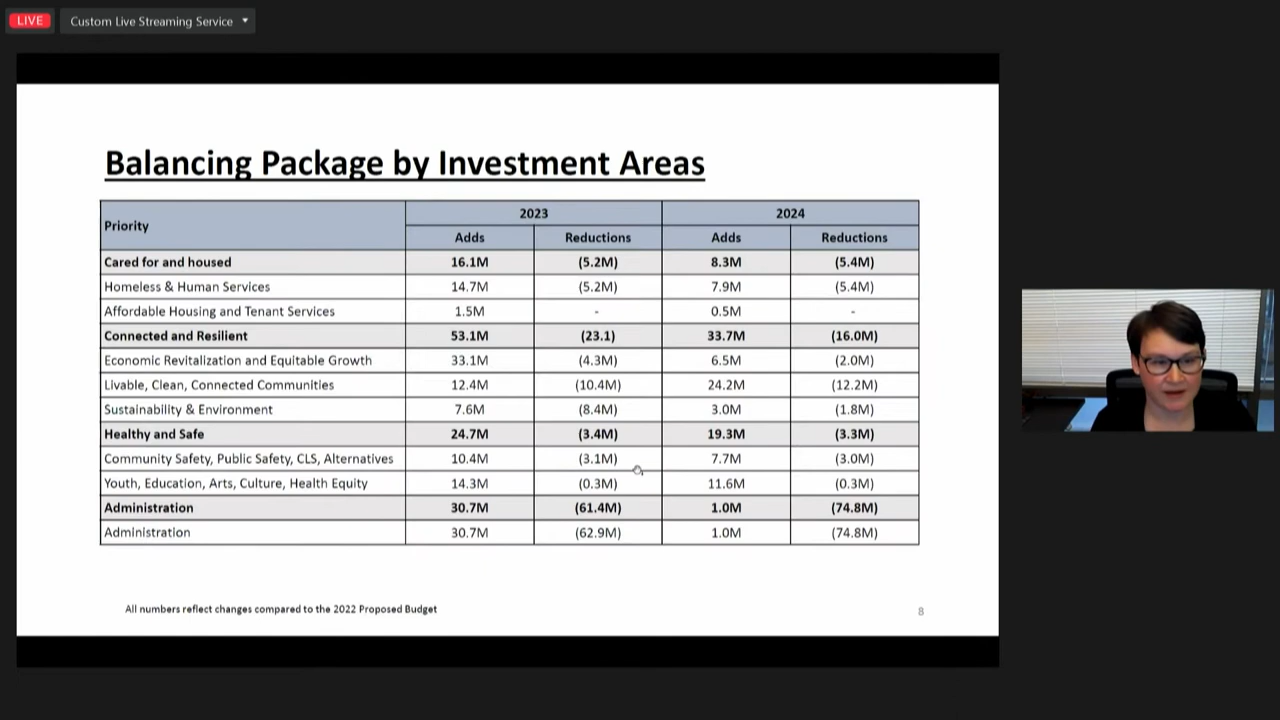 LIVE Custom Live Streaming Service
Balancing Package by Investment Areas
Priority 2023 2024
Adds Reductions Adds Reductions
Cared for and housed 16.1M (5.2M) 8.3M (5.4M)
Homeless & Human Services 14.7M (5.2M) 7.9M (5.4M)
Affordable Housing and Tenant Services 1.5M - 0.5M -
Connected and Resilient 53.1M (23.1) 33.7M (16.0M)
Economic Revitalization and Equitable Growth 33.1M (4.3M) 6.5M (2.0M)
Livable, Clean, Connected Communities 12.4M (10.4M) 24.2M (12.2M)
Sustainability & Environment 7.6M (8.4M) 3.0M (1.8M)
Healthy and Safe 24.7M (3.4M) 19.3M (3.3M)
Community Safety, Public Safety, CLS, Alternatives 10.4M (3.1M) 7.7M (3.0M)
Youth, Education, Arts, Culture, Health Equity 14.3M (0.3M) 11.6M (0.3M)
Administration 30.7M (61.4M) 1.0M (74.8M)
Administration 30.7M (62.9M) 1.0M (74.8M)
All numbers reflect changes compared to the 2022 Proposed Budget
8